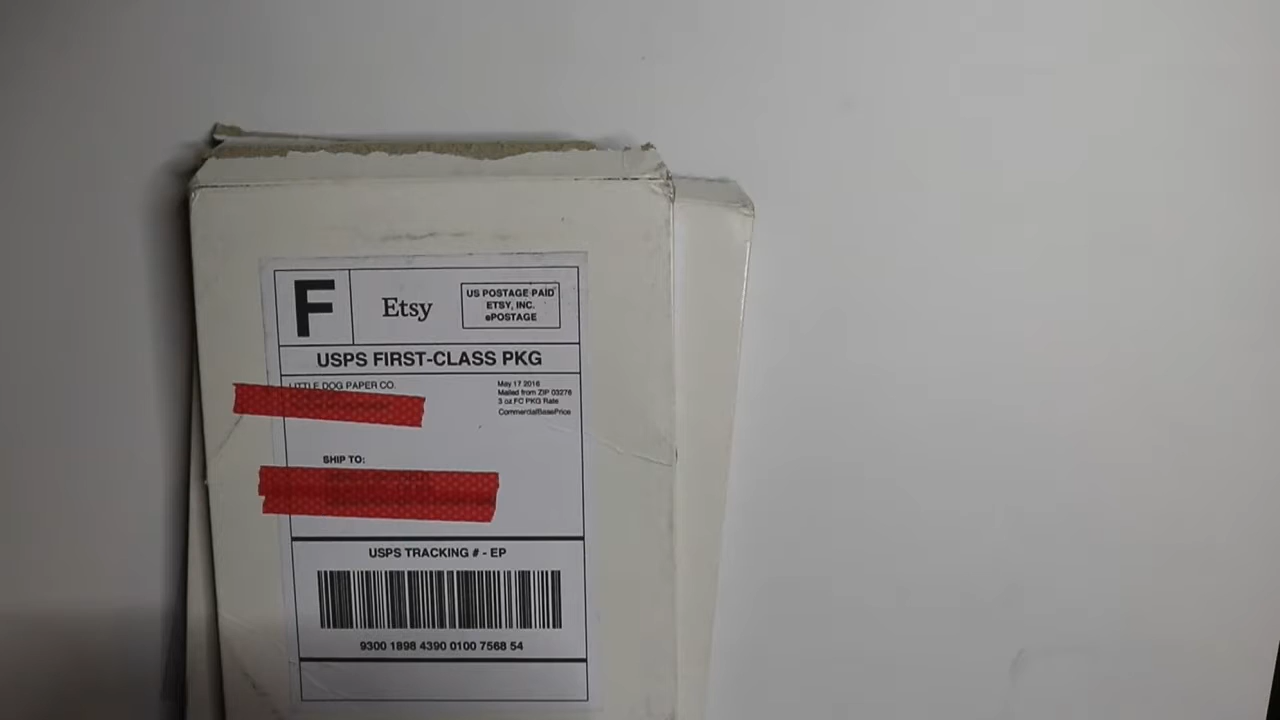 F
Etsy
US POSTAGE PAID
ETSY, INC.
ePOSTAGE
USPS FIRST-CLASS PKG
LITTLE DOG PAPER CO.
May 17 2016
Mailed from ZIP 03276
3 oz FC PKG Rate
CommercialBasePrice
SHIP TO:
USPS TRACKING # - EP
9300 1898 4390 0100 7568 54